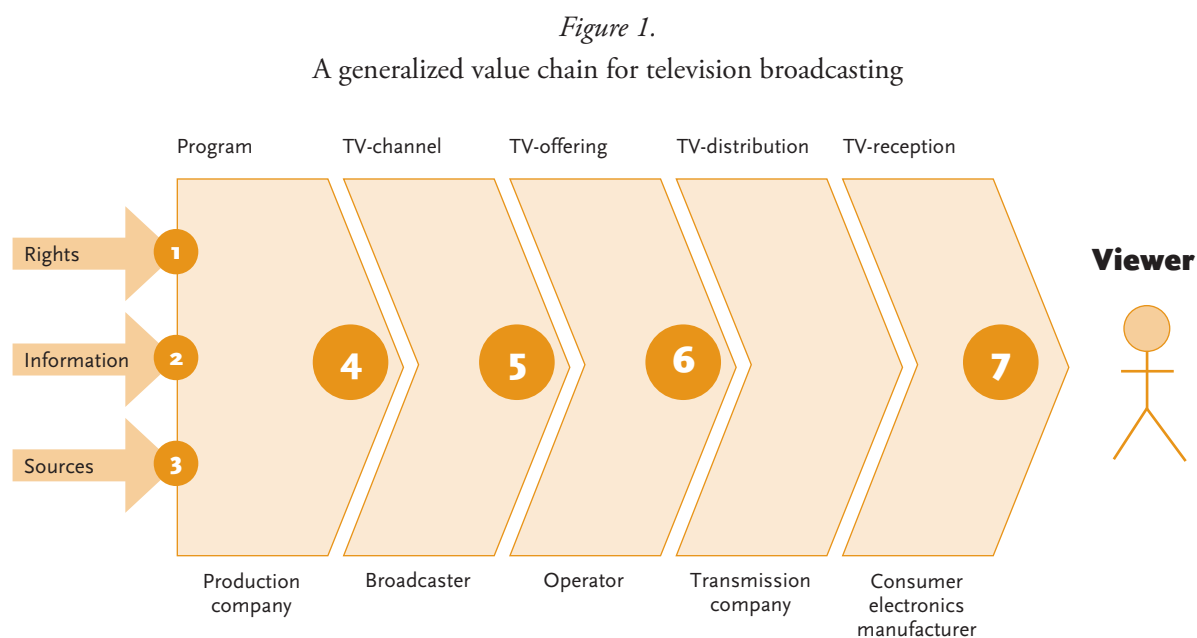 Figure 1.
A generalized value chain for television broadcasting
Program
TV-channel
TV-offering
TV-distribution
TV-reception
Rights
1
Information
2
Sources
3
4
5
6
7
Viewer
Production
company
Broadcaster
Operator
Transmission
company
Consumer
electronics
manufacturer